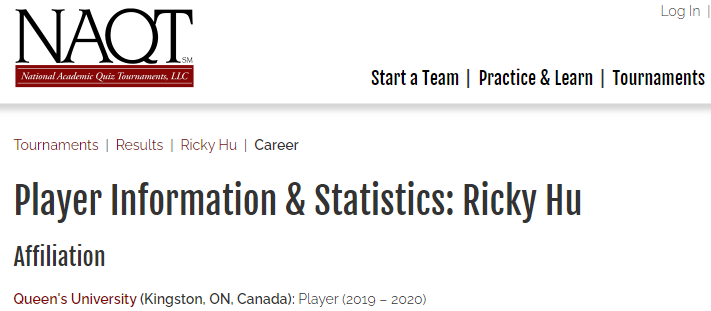 Log In |
NAQT SM
National Academic Quiz Tournaments, LLC
Start a Team | Practice & Learn | Tournaments
Tournaments | Results | Ricky Hu | Career
Player Information & Statistics: Ricky Hu
Affiliation
Queen's University (Kingston, ON, Canada): Player (2019 – 2020)